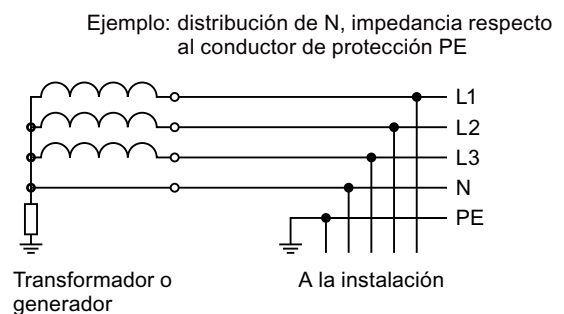 Ejemplo: distribución de N, impedancia respecto
al conductor de protección PE
L1
L2
L3
N
PE
Transformador o
generador
A la instalación